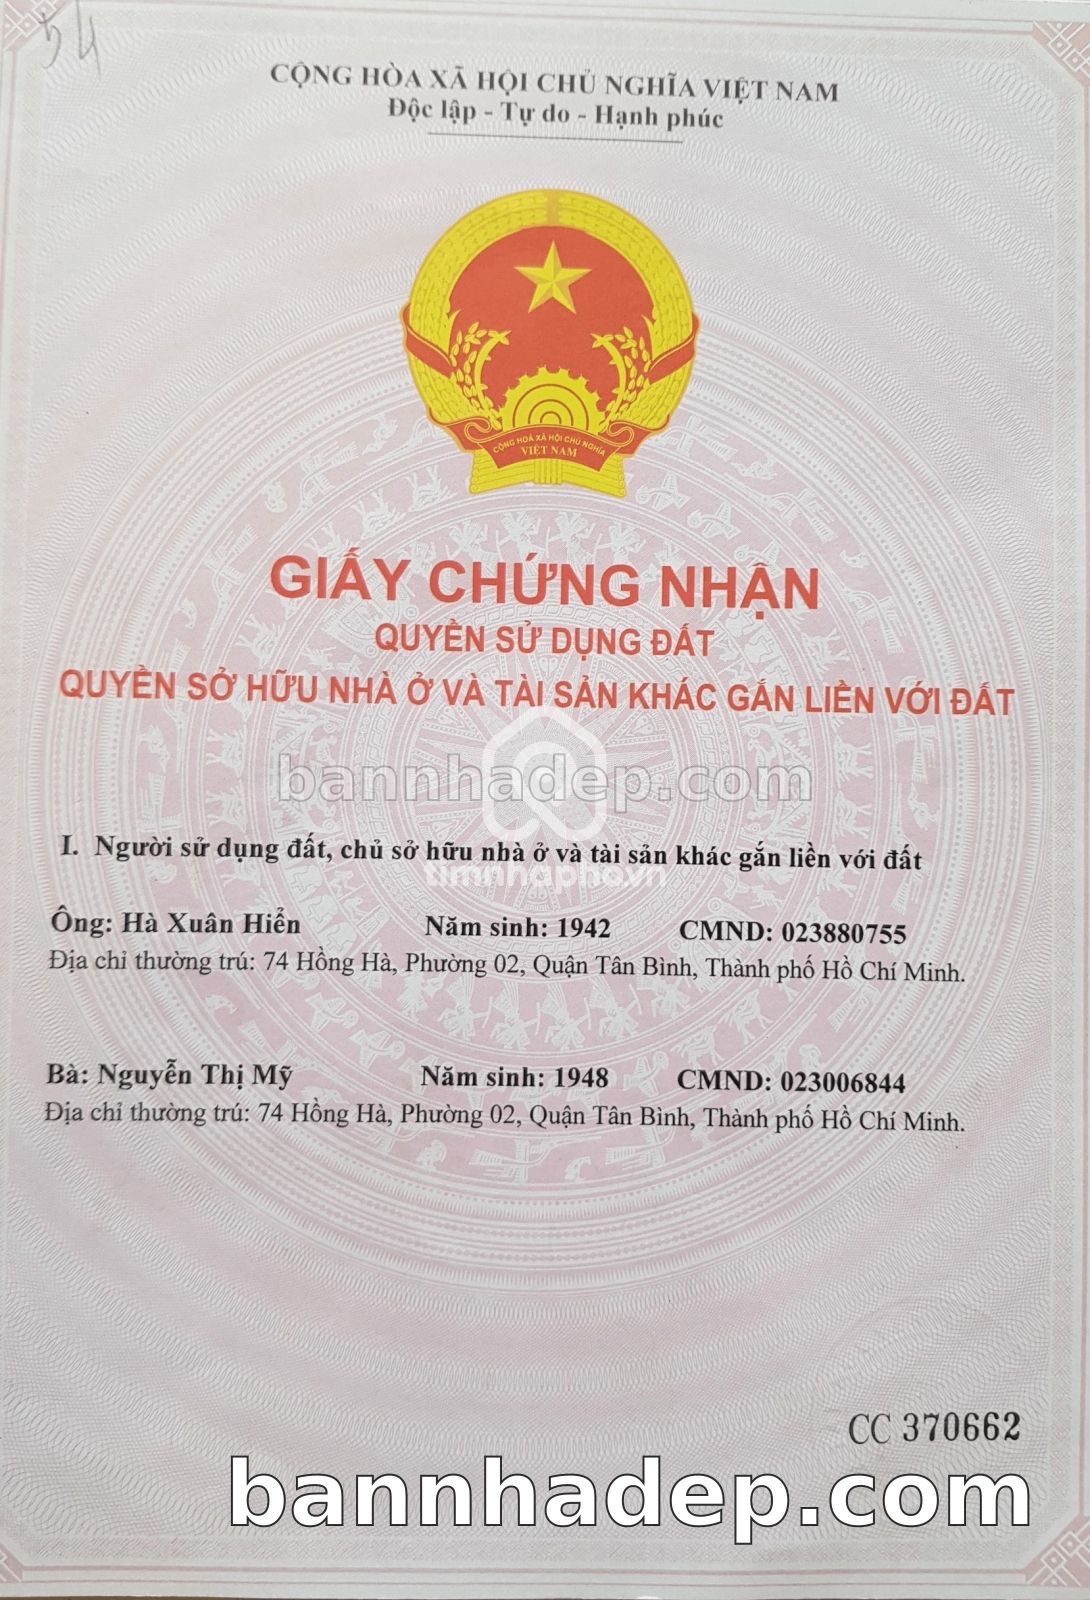 54
CỘNG HÒA XÃ HỘI CHỦ NGHĨA VIỆT NAM
Độc lập - Tự do - Hạnh phúc
CỘNG HOÀ XÃ HỘI CHỦ NGHĨA
VIỆT NAM
GIẤY CHỨNG NHẬN
QUYỀN SỬ DỤNG ĐẤT
QUYỀN SỞ HỮU NHÀ Ở VÀ TÀI SẢN KHÁC GẮN LIỀN VỚI ĐẤT
bannhadep.com
I. Người sử dụng đất, chủ sở hữu nhà ở và tài sản khác gắn liền với đất
timnhapho.vn
Ông: Hà Xuân Hiển Năm sinh: 1942 CMND: 023880755
Địa chỉ thường trú: 74 Hồng Hà, Phường 02, Quận Tân Bình, Thành phố Hồ Chí Minh.
Bà: Nguyễn Thị Mỹ Năm sinh: 1948 CMND: 023006844
Địa chỉ thường trú: 74 Hồng Hà, Phường 02, Quận Tân Bình, Thành phố Hồ Chí Minh.
CC 370662
bannhadep.com